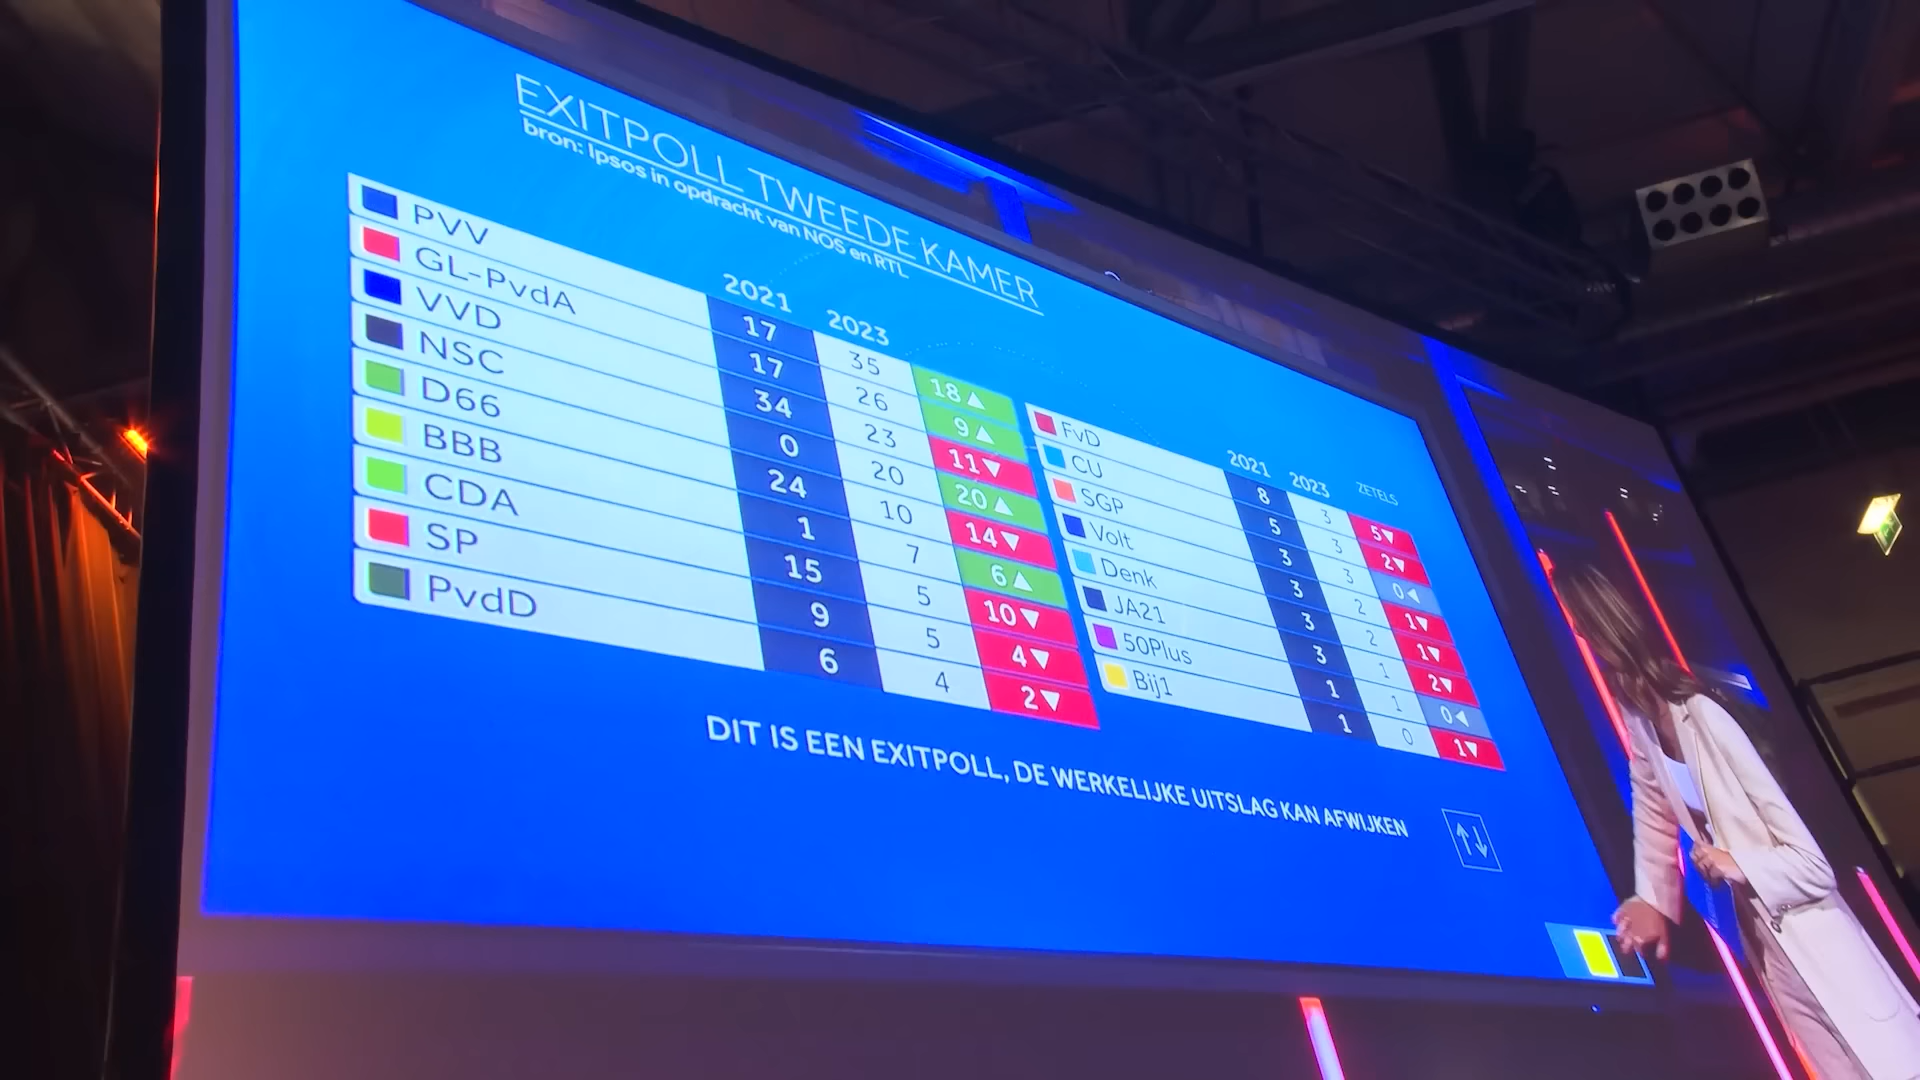 EXITPOLL TWEEDE KAMER
bron: Ipsos in opdracht van NOS en RTL
2021 2023
PVV 17 35 18▲
GL-PvdA 17 26 9▲
VVD 34 23 11▼
NSC 0 20 20▲
D66 24 10 14▼
BBB 1 7 6▲
CDA 15 5 10▼
SP 9 5 4▼
PvdD 6 4 2▼
2021 2023 ZETELS
FvD 8 3 5▼
CU 5 3 2▼
SGP 3 3 0◀
Volt 3 2 1▼
Denk 3 2 1▼
JA21 3 1 2▼
50Plus 1 1 0◀
Bij1 1 0 1▼
DIT IS EEN EXITPOLL, DE WERKELIJKE UITSLAG KAN AFWIJKEN